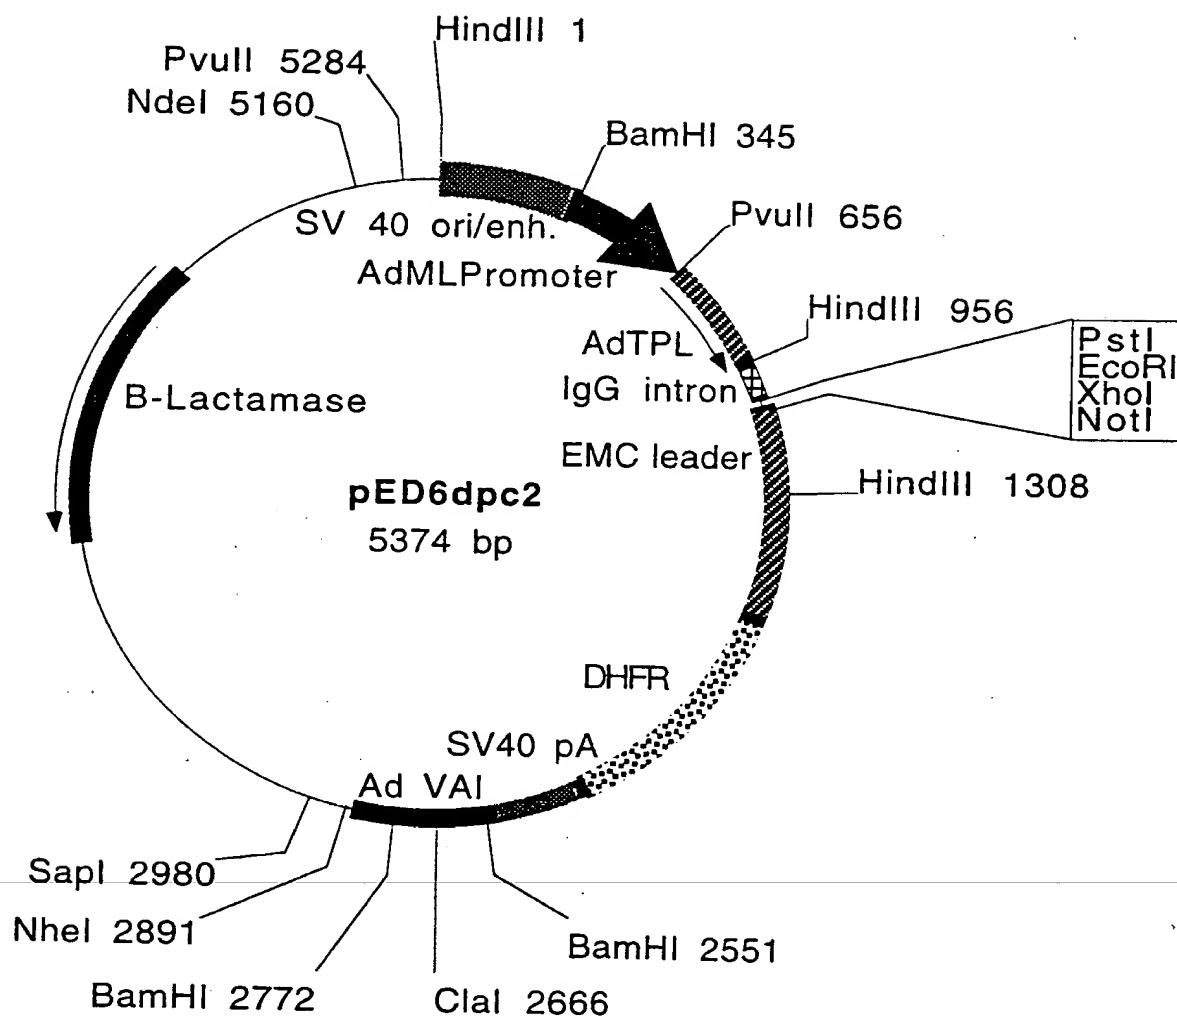 HindIII 1
PvuII 5284
NdeI 5160
BamHI 345
PvuII 656
SV 40 ori/enh.
AdMLPromoter
HindIII 956
AdTPL
IgG intron
PstI
EcoRI
XhoI
NotI
B-Lactamase
EMC leader
pED6dpc2
5374 bp
HindIII 1308
DHFR
SV40 pA
Ad VAI
SapI 2980
NheI 2891
BamHI 2772
ClaI 2666
BamHI 2551